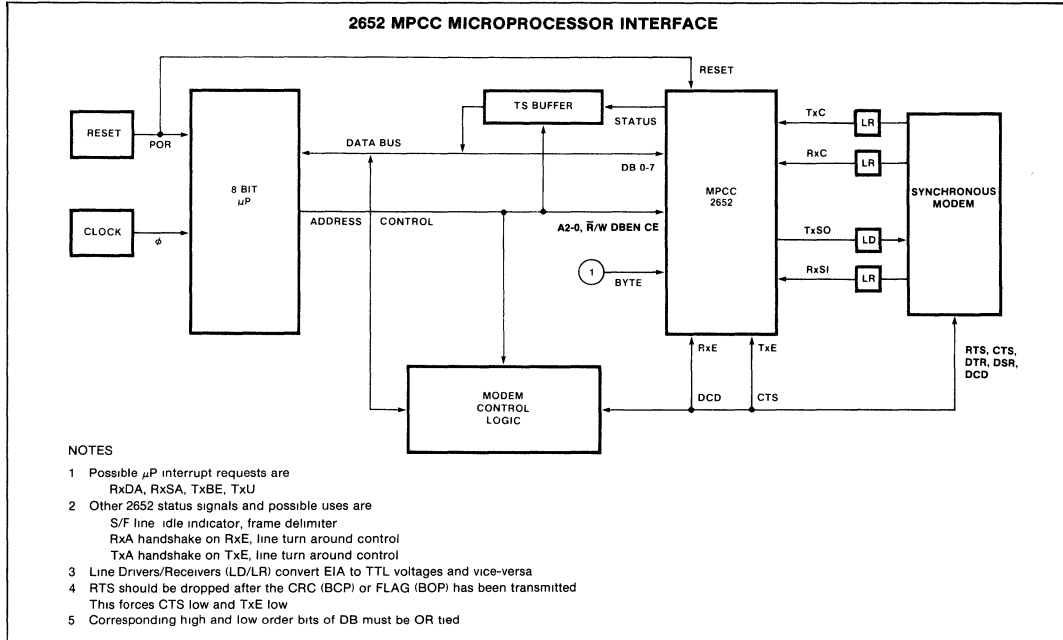 2652 MPCC MICROPROCESSOR INTERFACE
RESET
TS BUFFER
STATUS
RESET
POR
8 BIT
μP
DATA BUS
DB 0-7
MPCC
2652
TxC
LR
RxC
LR
SYNCHRONOUS
MODEM
CLOCK
φ
ADDRESS CONTROL
A2-0, R̅/W DBEN CE
TxSO
LD
1
BYTE
RxSI
LR
RxE
TxE
RTS, CTS,
DTR, DSR,
DCD
MODEM
CONTROL
LOGIC
DCD
CTS
NOTES
1 Possible μP interrupt requests are
RxDA, RxSA, TxBE, TxU
2 Other 2652 status signals and possible uses are
S/F line idle indicator, frame delimiter
RxA handshake on RxE, line turn around control
TxA handshake on TxE, line turn around control
3 Line Drivers/Receivers (LD/LR) convert EIA to TTL voltages and vice-versa
4 RTS should be dropped after the CRC (BCP) or FLAG (BOP) has been transmitted
This forces CTS low and TxE low
5 Corresponding high and low order bits of DB must be OR tied